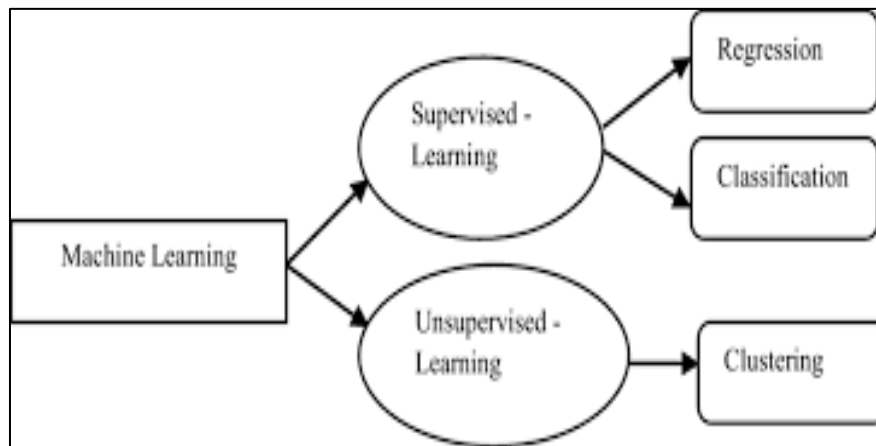 Machine Learning
Supervised -
Learning
Regression
Classification
Unsupervised -
Learning
Clustering